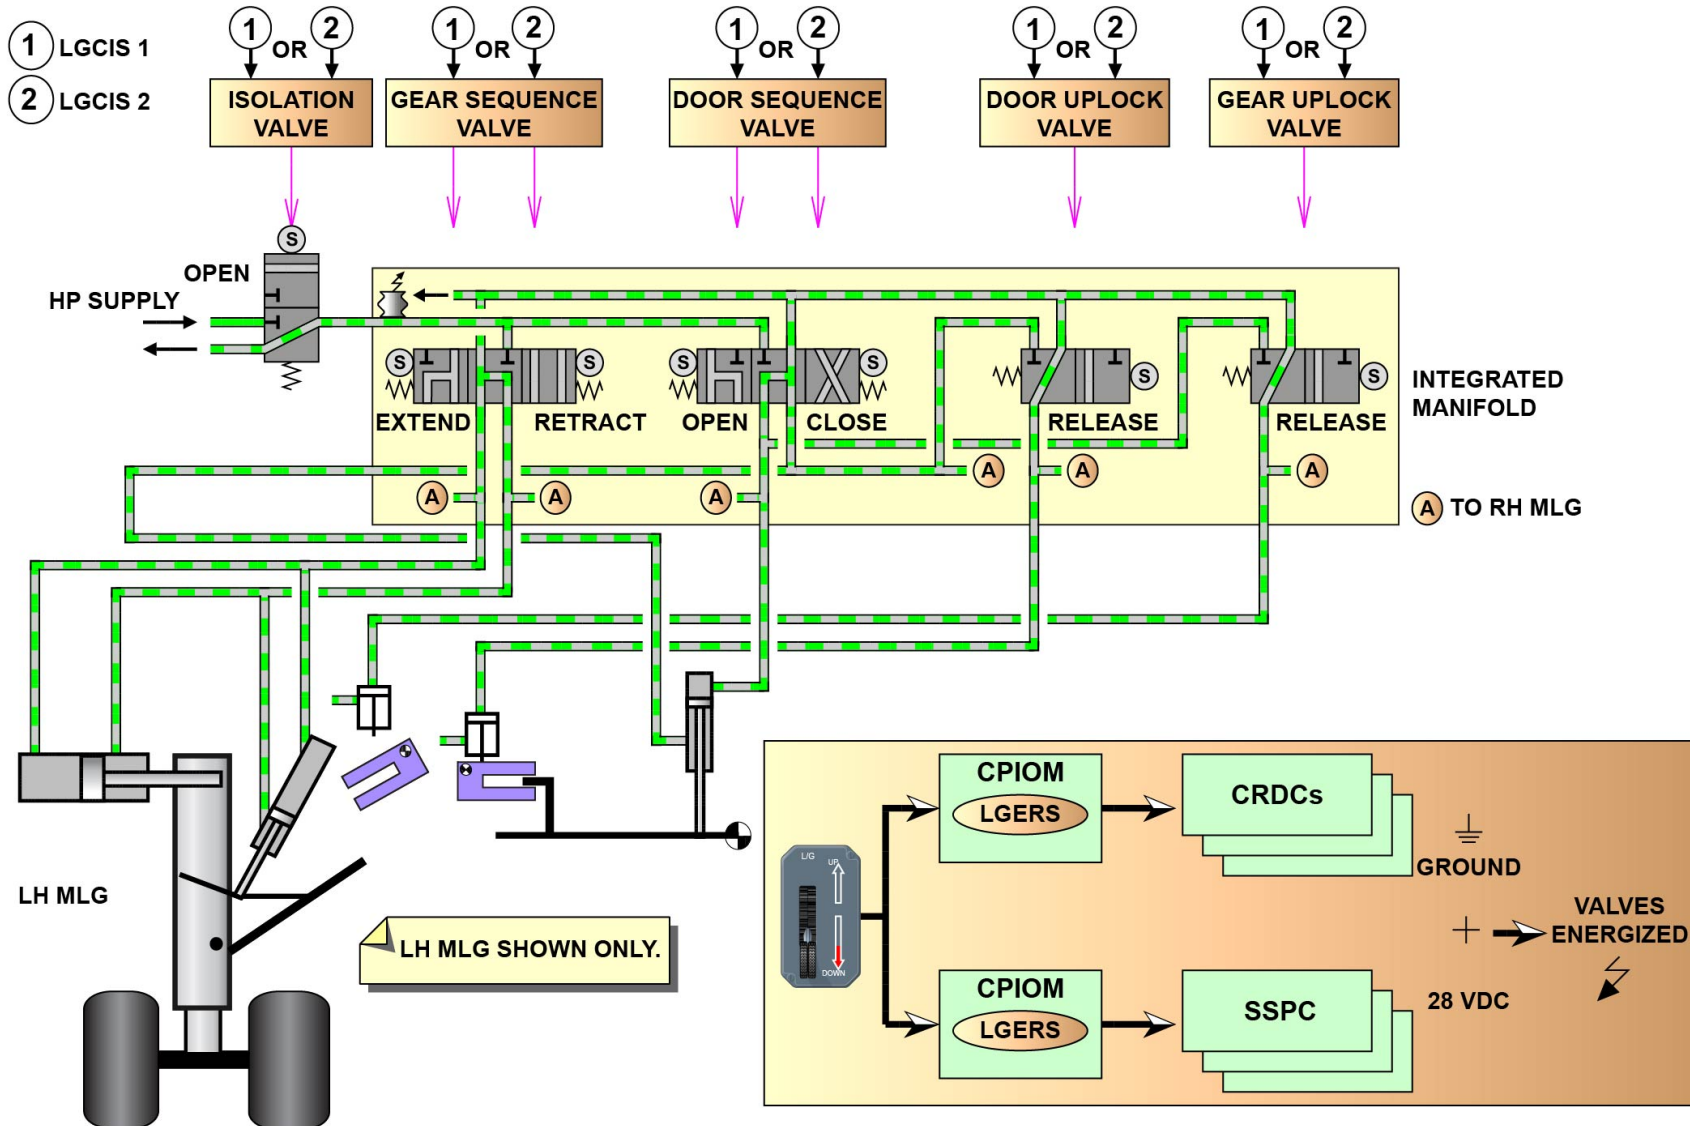 1 LGCIS 1
2 LGCIS 2
1 OR 2
ISOLATION
VALVE
1 OR 2
GEAR SEQUENCE
VALVE
1 OR 2
DOOR SEQUENCE
VALVE
1 OR 2
DOOR UPLOCK
VALVE
1 OR 2
GEAR UPLOCK
VALVE
S
OPEN
HP SUPPLY
S
S
EXTEND
RETRACT
S
S
OPEN
CLOSE
S
RELEASE
S
RELEASE
INTEGRATED
MANIFOLD
A
A
A
A
A
A
A TO RH MLG
LH MLG
LH MLG SHOWN ONLY.
L/G
UP
DOWN
CPIOM
LGERS
CRDCs
GROUND
VALVES
ENERGIZED
CPIOM
LGERS
SSPC
28 VDC